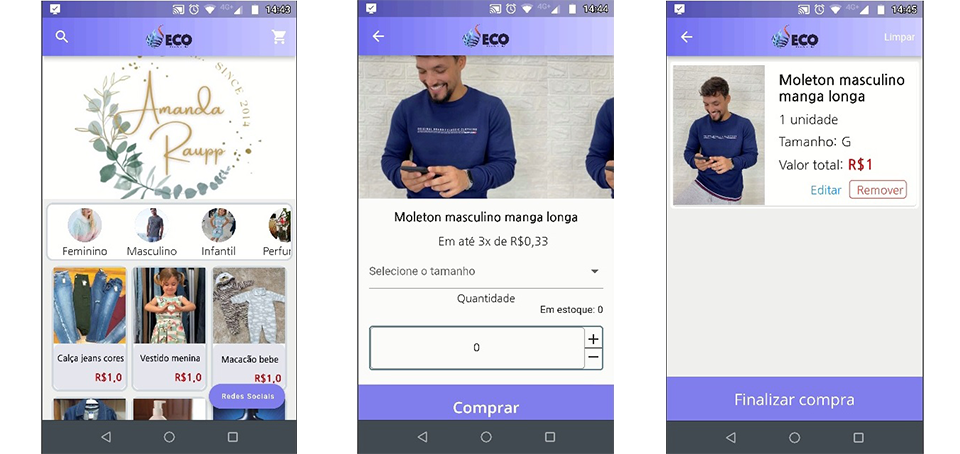 14:43
ECO
SINCE 2014
Amanda
Raupp
Feminino
Masculino
Infantil
Perfu
Calça jeans cores
R$1,0
Vestido menina
R$1,0
Macacão bebe
R$1,0
Redes Sociais
14:44
ECO
Moleton masculino manga longa
Em até 3x de R$0,33
Selecione o tamanho
Quantidade
Em estoque: 0
0
+
−
Comprar
14:45
ECO
Limpar
Moleton masculino
manga longa
1 unidade
Tamanho: G
Valor total: R$1
Editar
Remover
Finalizar compra